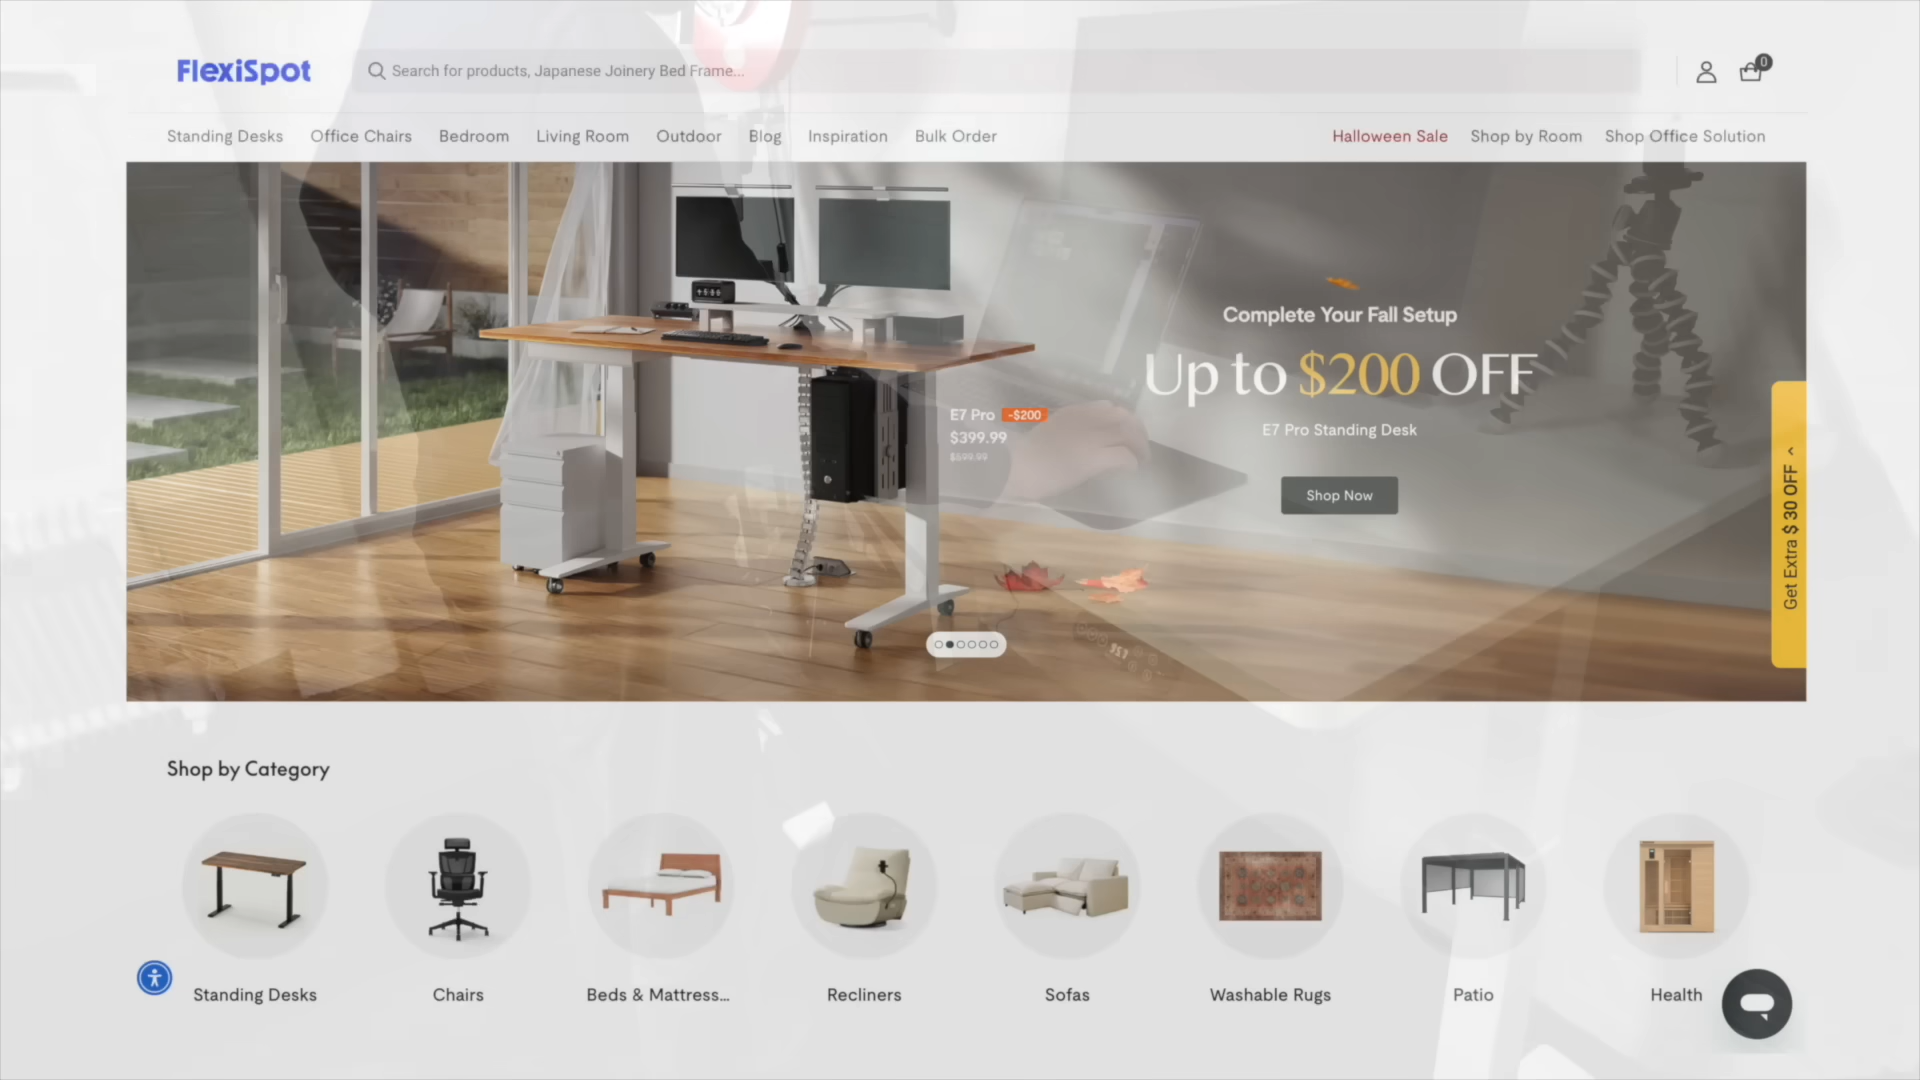 FlexiSpot
Search for products, Japanese Joinery Bed Frame...
0
Standing Desks
Office Chairs
Bedroom
Living Room
Outdoor
Blog
Inspiration
Bulk Order
Halloween Sale
Shop by Room
Shop Office Solution
Complete Your Fall Setup
Up to $200 OFF
E7 Pro Standing Desk
Shop Now
E7 Pro -$200
$399.99
$599.99
Get Extra $ 30 OFF
Shop by Category
Standing Desks
Chairs
Beds & Mattress...
Recliners
Sofas
Washable Rugs
Patio
Health